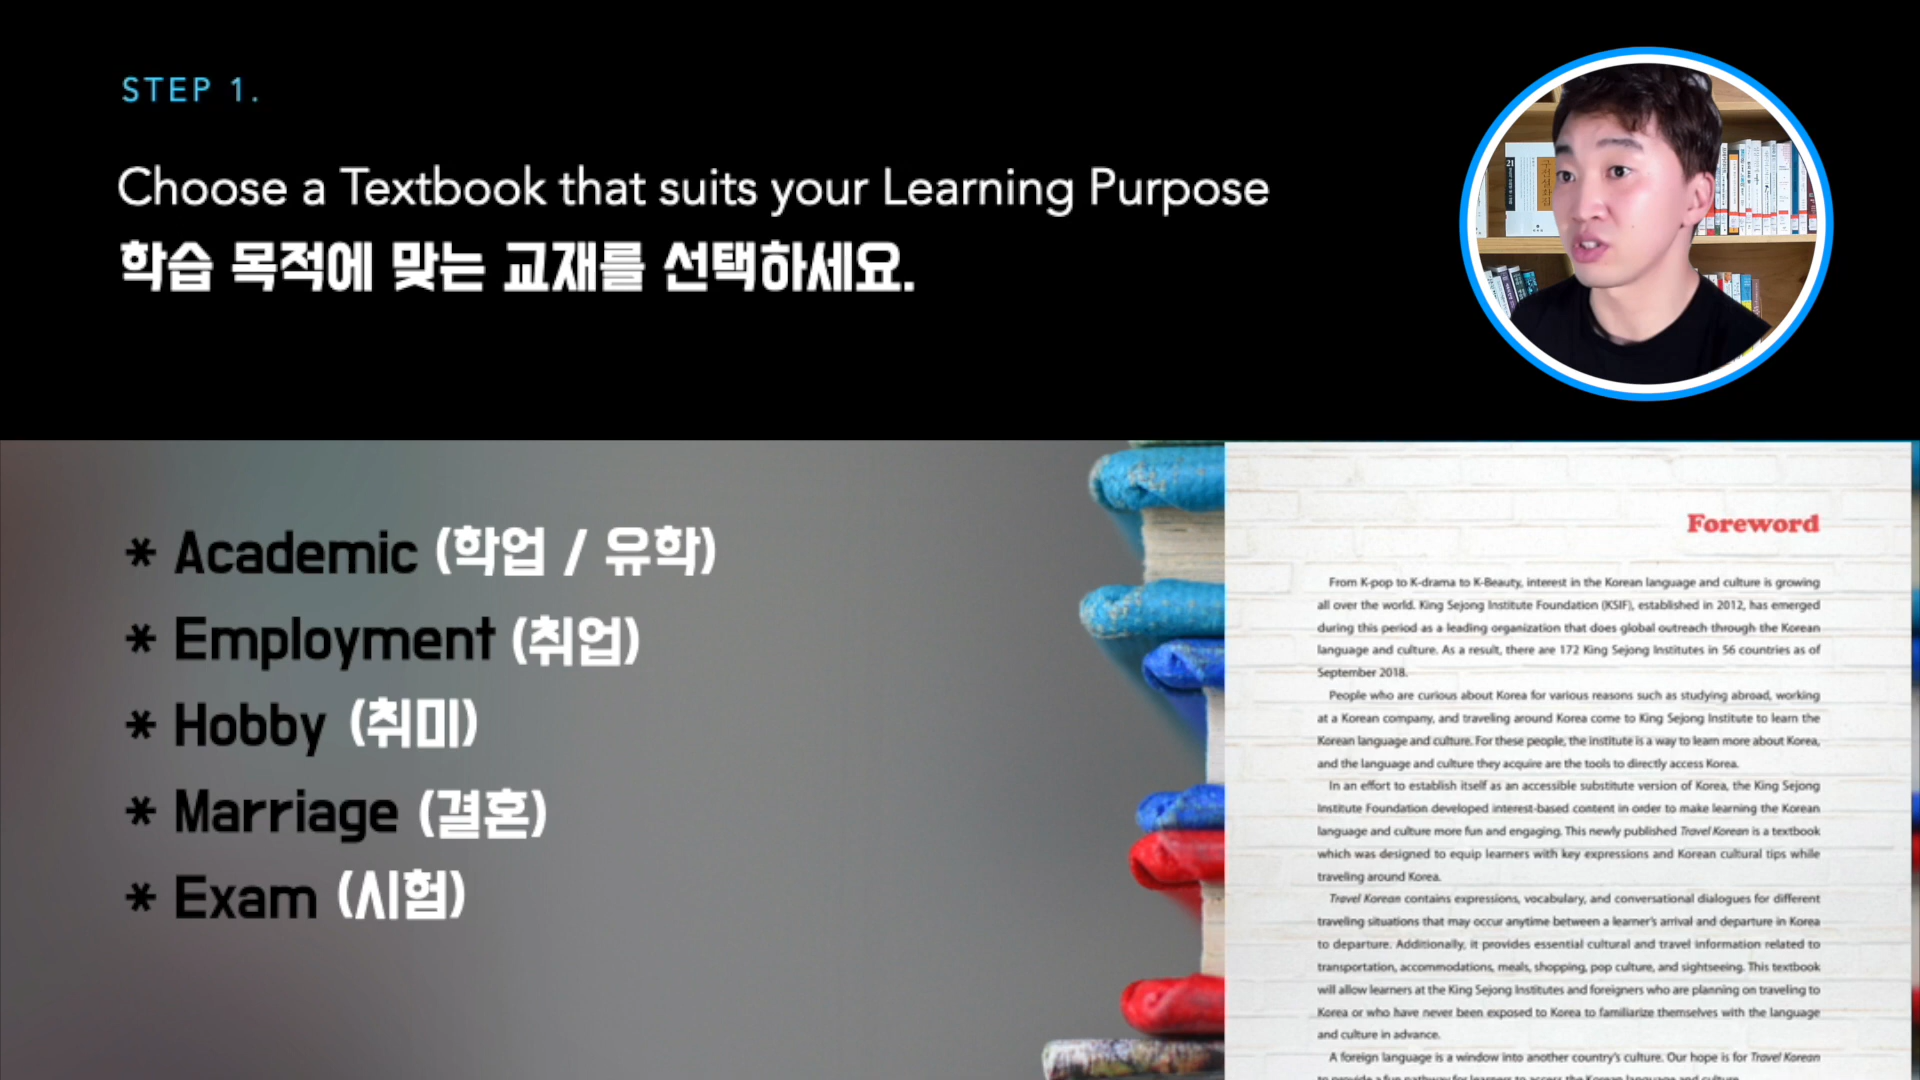 STEP 1.
Choose a Textbook that suits your Learning Purpose
학습 목적에 맞는 교재를 선택하세요.
* Academic (학업 / 유학)
* Employment (취업)
* Hobby (취미)
* Marriage (결혼)
* Exam (시험)
Foreword
From K-pop to K-drama to K-Beauty, interest in the Korean language and culture is growing
all over the world. King Sejong Institute Foundation (KSIF), established in 2012, has emerged
during this period as a leading organization that does global outreach through the Korean
language and culture. As a result, there are 172 King Sejong Institutes in 56 countries as of
September 2018.
People who are curious about Korea for various reasons such as studying abroad, working
at a Korean company, and traveling around Korea come to King Sejong Institute to learn the
Korean language and culture. For these people, the institute is a way to learn more about Korea,
and the language and culture they acquire are the tools to directly access Korea.
In an effort to establish itself as an accessible substitute version of Korea, the King Sejong
Institute Foundation developed interest-based content in order to make learning the Korean
language and culture more fun and engaging. This newly published Travel Korean is a textbook
which was designed to equip learners with key expressions and Korean cultural tips while
traveling around Korea.
Travel Korean contains expressions, vocabulary, and conversational dialogues for different
traveling situations that may occur anytime between a learner's arrival and departure in Korea
to departure. Additionally, it provides essential cultural and travel information related to
transportation, accommodations, meals, shopping, pop culture, and sightseeing. This textbook
will allow learners at the King Sejong Institutes and foreigners who are planning on traveling to
Korea or who have never been exposed to Korea to familiarize themselves with the language
and culture in advance.
A foreign language is a window into another country's culture. Our hope is for Travel Korean
to provide a fun pathway for learners to access the Korean language and culture.